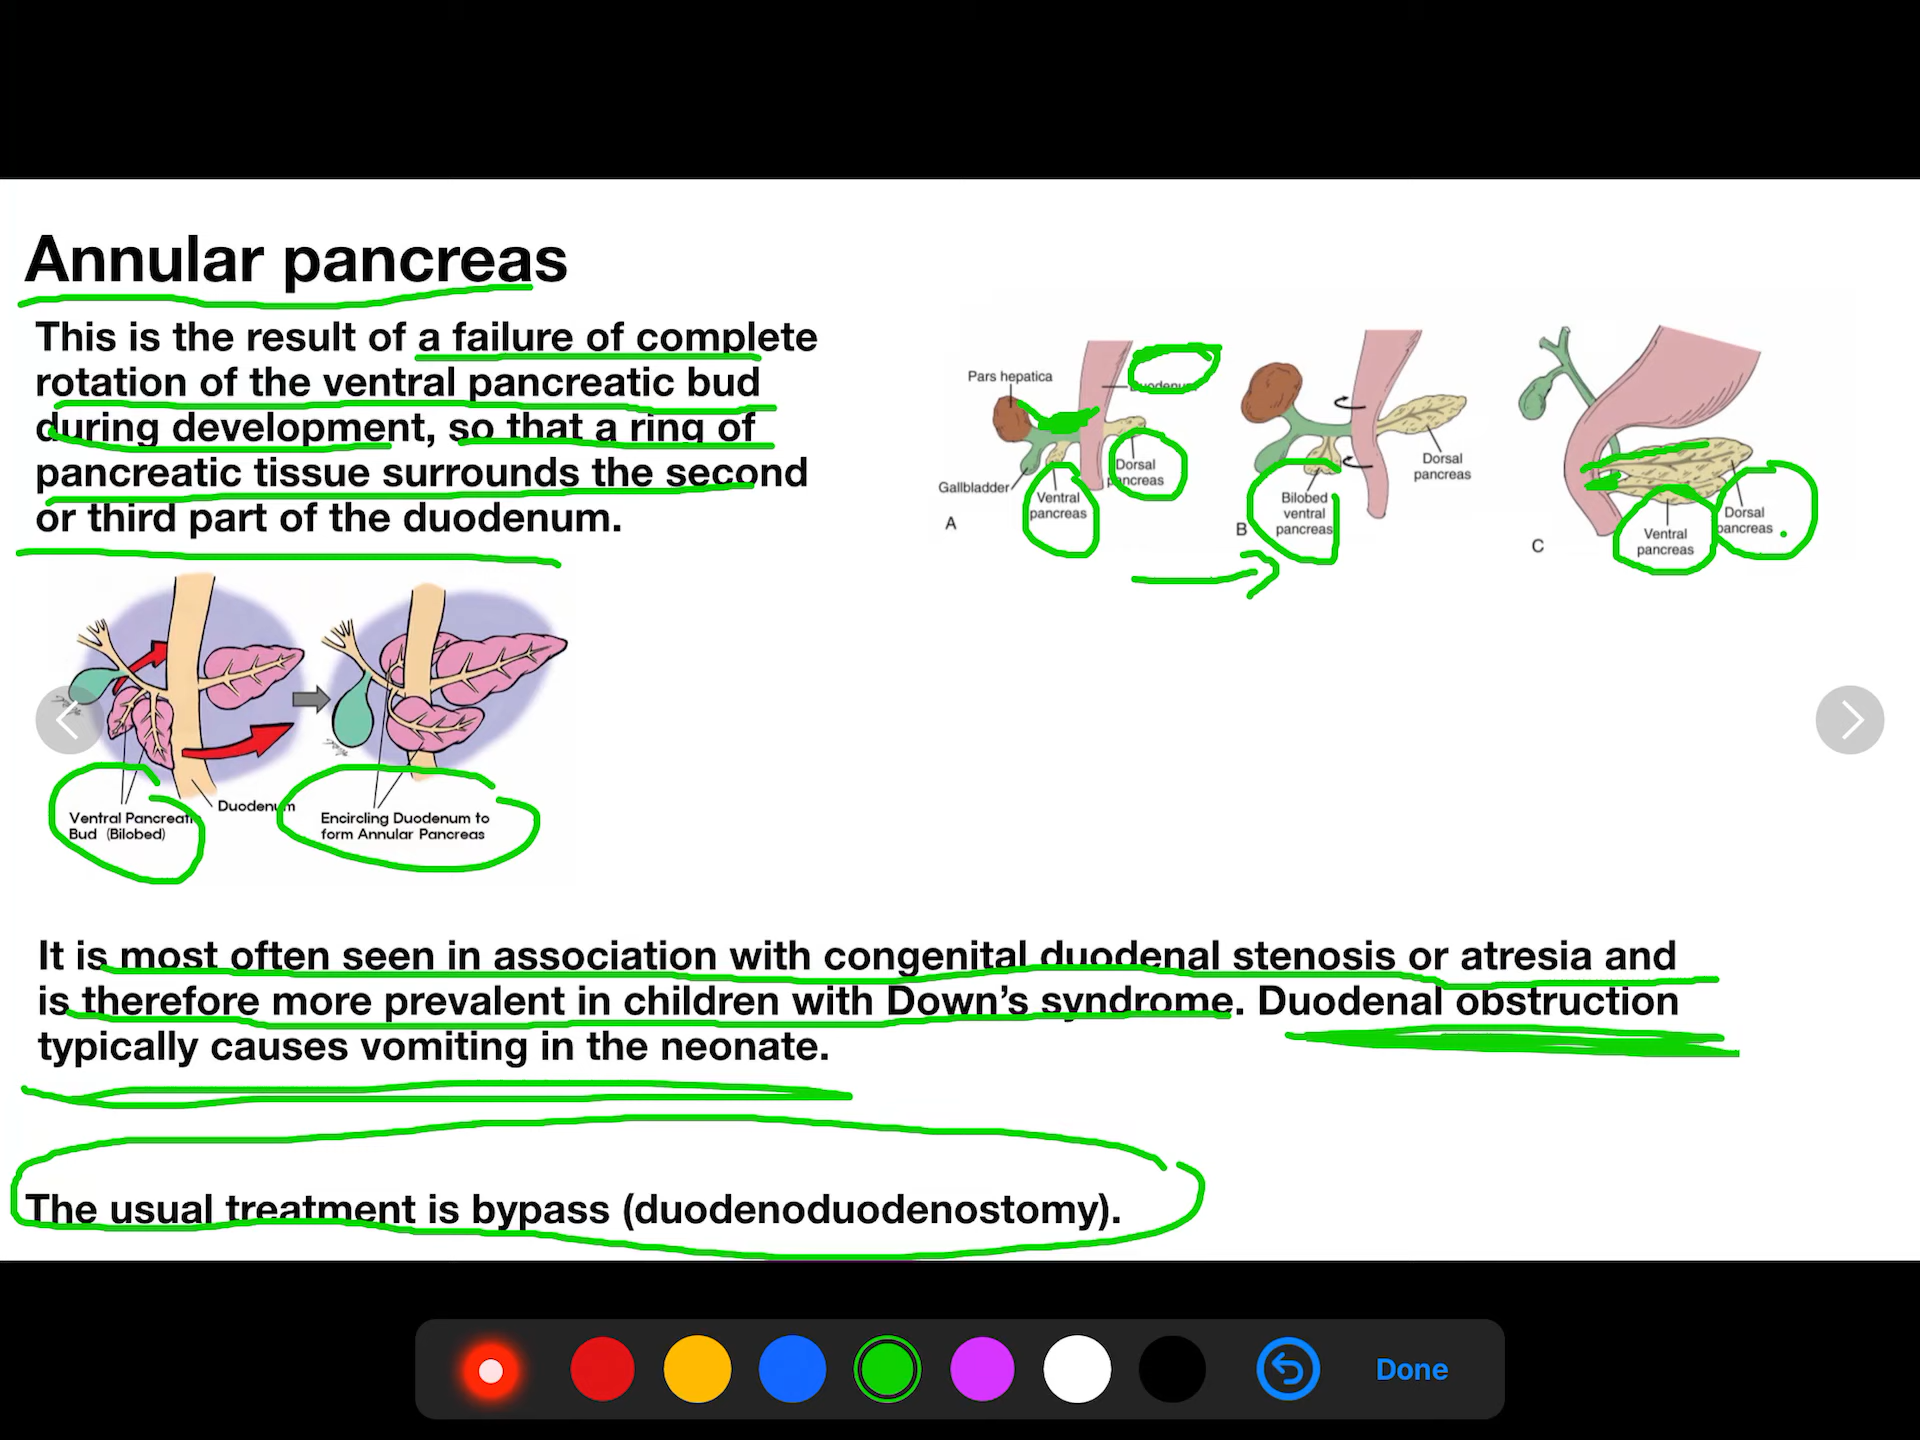 Annular pancreas
This is the result of a failure of complete
rotation of the ventral pancreatic bud
during development, so that a ring of
pancreatic tissue surrounds the second
or third part of the duodenum.
Pars hepatica
Duodenum
Gallbladder
Ventral
pancreas
Dorsal
pancreas
A
Bilobed
ventral
pancreas
Dorsal
pancreas
B
Ventral
pancreas
Dorsal
pancreas
C
Ventral Pancreatic
Bud (Bilobed)
Duodenum
Encircling Duodenum to
form Annular Pancreas
It is most often seen in association with congenital duodenal stenosis or atresia and
is therefore more prevalent in children with Down’s syndrome. Duodenal obstruction
typically causes vomiting in the neonate.
The usual treatment is bypass (duodenoduodenostomy).
Done